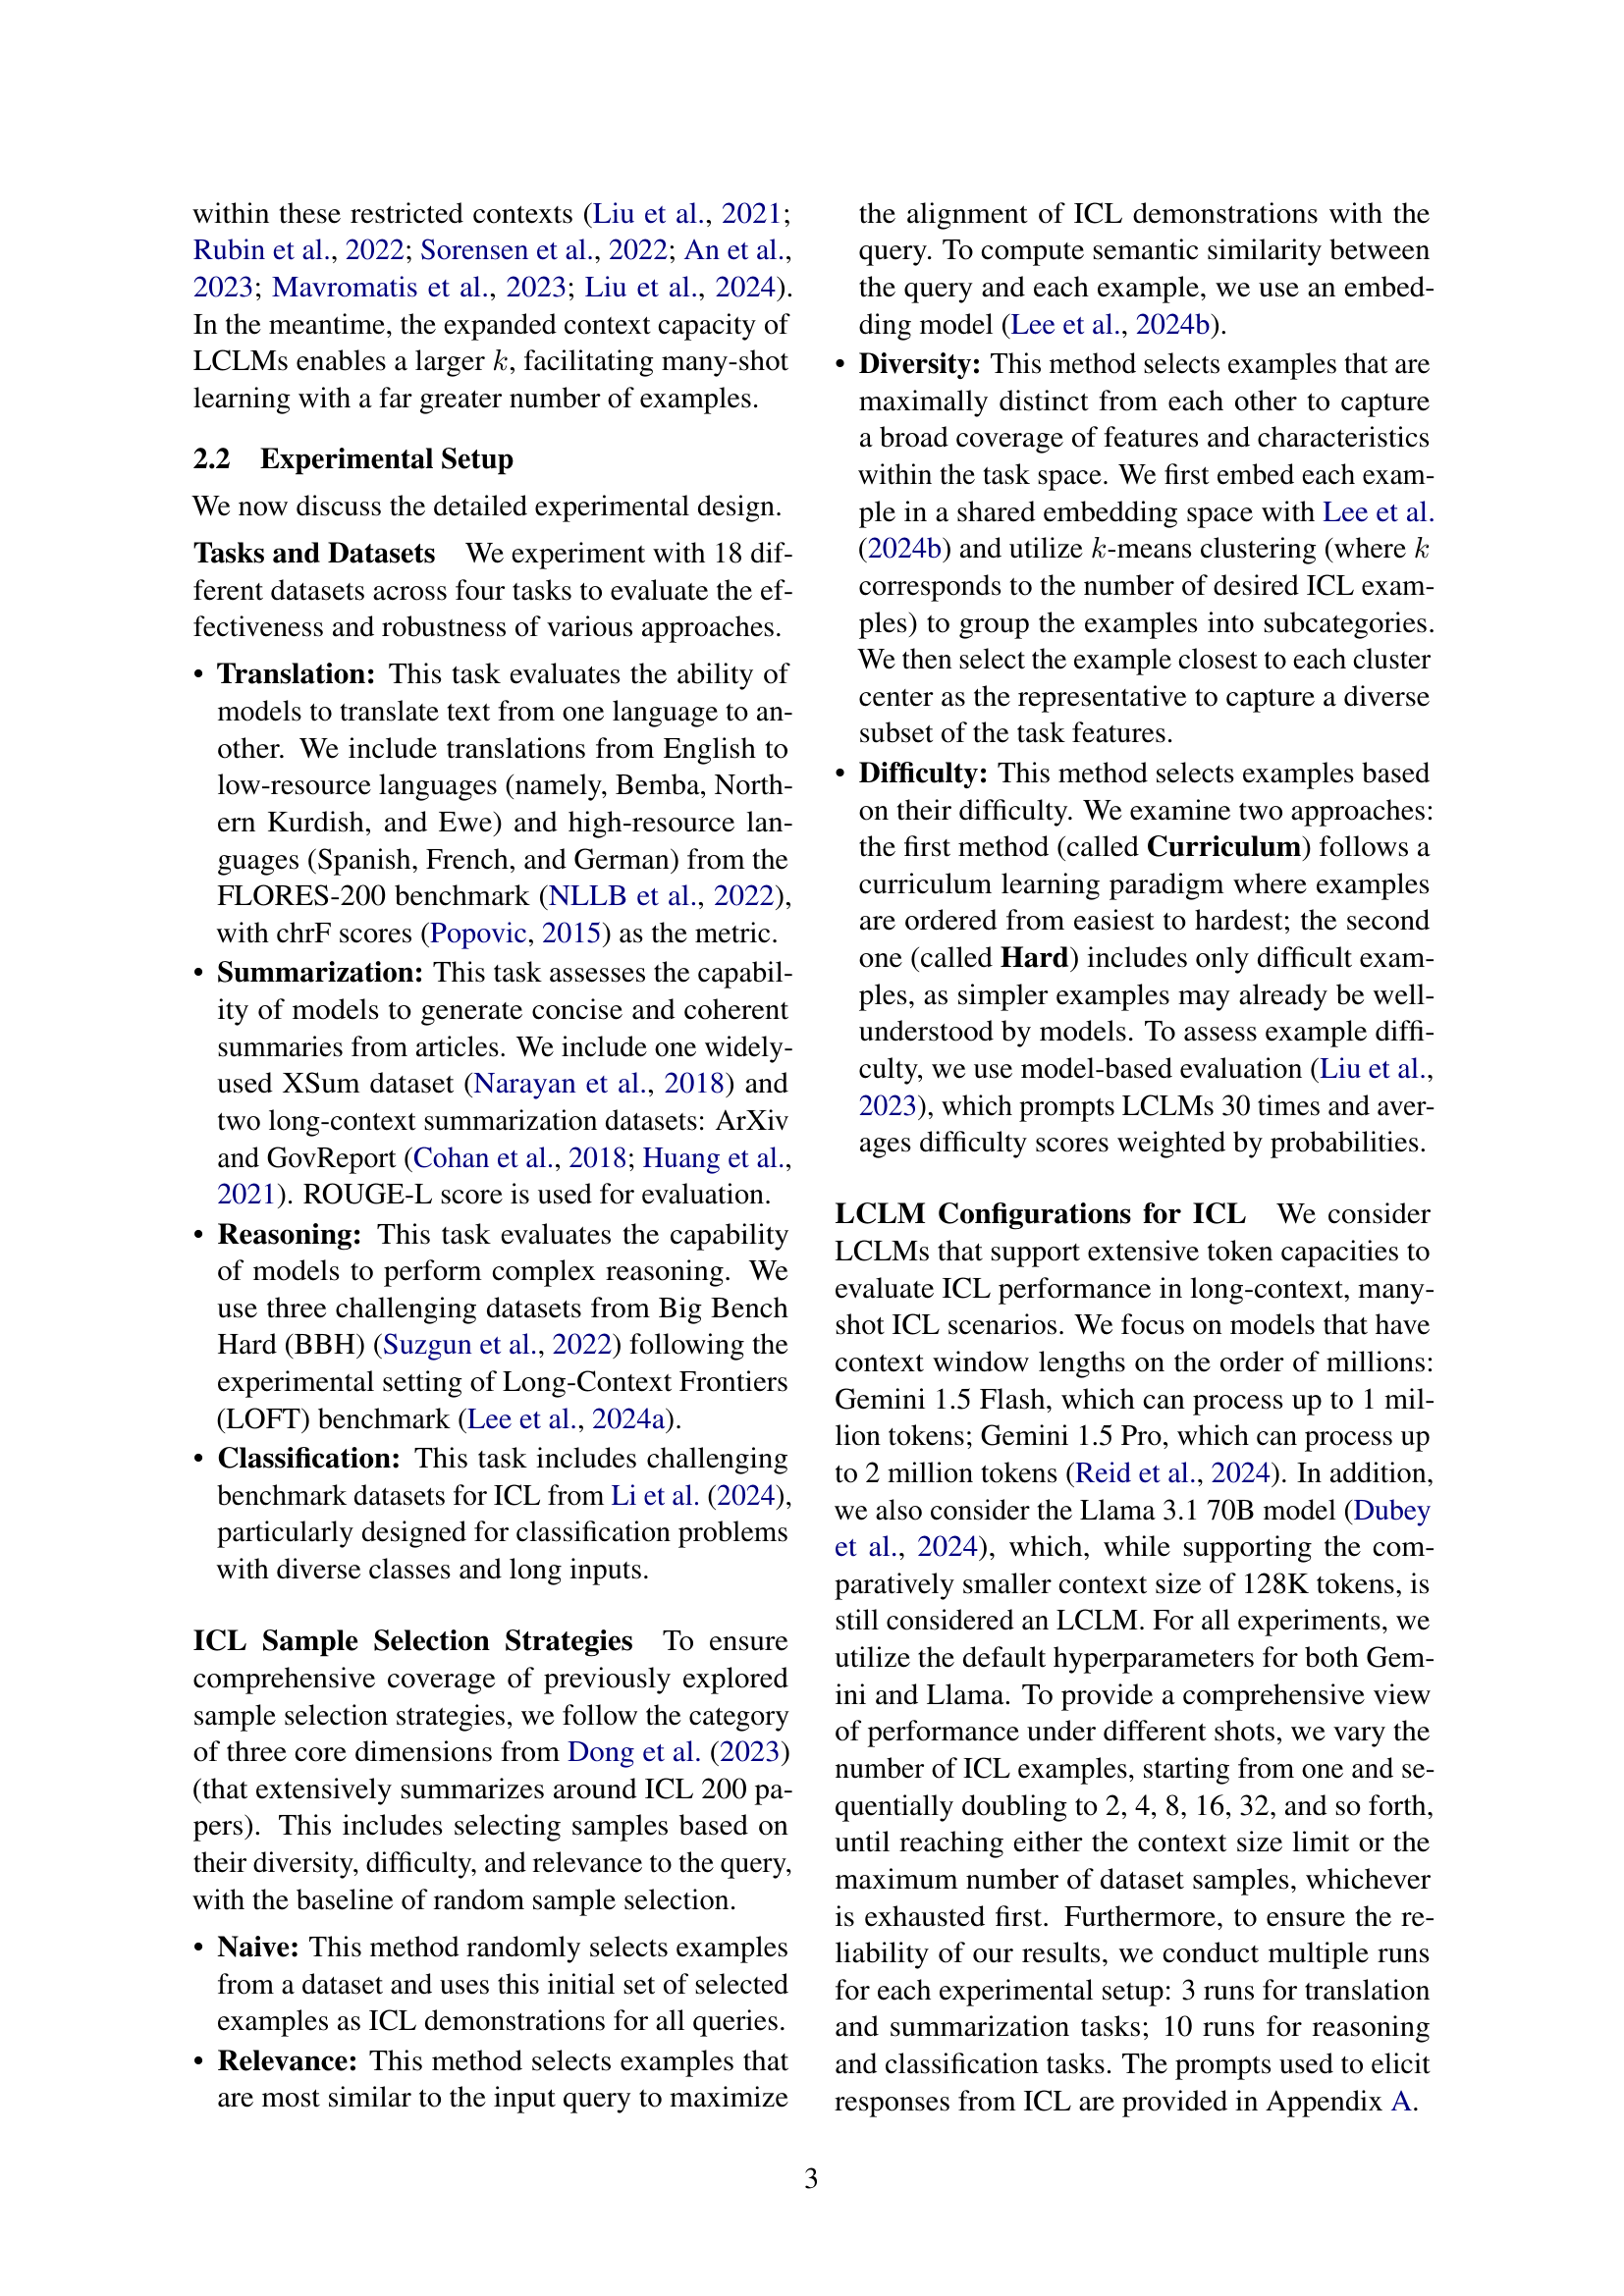 within these restricted contexts (Liu et al., 2021;
Rubin et al., 2022; Sorensen et al., 2022; An et al.,
2023; Mavromatis et al., 2023; Liu et al., 2024).
In the meantime, the expanded context capacity of
LCLMs enables a larger k, facilitating many-shot
learning with a far greater number of examples.
2.2 Experimental Setup
We now discuss the detailed experimental design.
Tasks and Datasets We experiment with 18 dif-
ferent datasets across four tasks to evaluate the ef-
fectiveness and robustness of various approaches.
• Translation: This task evaluates the ability of
models to translate text from one language to an-
other. We include translations from English to
low-resource languages (namely, Bemba, North-
ern Kurdish, and Ewe) and high-resource lan-
guages (Spanish, French, and German) from the
FLORES-200 benchmark (NLLB et al., 2022),
with chrF scores (Popovic, 2015) as the metric.
• Summarization: This task assesses the capabil-
ity of models to generate concise and coherent
summaries from articles. We include one widely-
used XSum dataset (Narayan et al., 2018) and
two long-context summarization datasets: ArXiv
and GovReport (Cohan et al., 2018; Huang et al.,
2021). ROUGE-L score is used for evaluation.
• Reasoning: This task evaluates the capability
of models to perform complex reasoning. We
use three challenging datasets from Big Bench
Hard (BBH) (Suzgun et al., 2022) following the
experimental setting of Long-Context Frontiers
(LOFT) benchmark (Lee et al., 2024a).
• Classification: This task includes challenging
benchmark datasets for ICL from Li et al. (2024),
particularly designed for classification problems
with diverse classes and long inputs.
ICL Sample Selection Strategies To ensure
comprehensive coverage of previously explored
sample selection strategies, we follow the category
of three core dimensions from Dong et al. (2023)
(that extensively summarizes around ICL 200 pa-
pers). This includes selecting samples based on
their diversity, difficulty, and relevance to the query,
with the baseline of random sample selection.
• Naive: This method randomly selects examples
from a dataset and uses this initial set of selected
examples as ICL demonstrations for all queries.
• Relevance: This method selects examples that
are most similar to the input query to maximize
the alignment of ICL demonstrations with the
query. To compute semantic similarity between
the query and each example, we use an embed-
ding model (Lee et al., 2024b).
• Diversity: This method selects examples that are
maximally distinct from each other to capture
a broad coverage of features and characteristics
within the task space. We first embed each exam-
ple in a shared embedding space with Lee et al.
(2024b) and utilize k-means clustering (where k
corresponds to the number of desired ICL exam-
ples) to group the examples into subcategories.
We then select the example closest to each cluster
center as the representative to capture a diverse
subset of the task features.
• Difficulty: This method selects examples based
on their difficulty. We examine two approaches:
the first method (called Curriculum) follows a
curriculum learning paradigm where examples
are ordered from easiest to hardest; the second
one (called Hard) includes only difficult exam-
ples, as simpler examples may already be well-
understood by models. To assess example diffi-
culty, we use model-based evaluation (Liu et al.,
2023), which prompts LCLMs 30 times and aver-
ages difficulty scores weighted by probabilities.
LCLM Configurations for ICL We consider
LCLMs that support extensive token capacities to
evaluate ICL performance in long-context, many-
shot ICL scenarios. We focus on models that have
context window lengths on the order of millions:
Gemini 1.5 Flash, which can process up to 1 mil-
lion tokens; Gemini 1.5 Pro, which can process up
to 2 million tokens (Reid et al., 2024). In addition,
we also consider the Llama 3.1 70B model (Dubey
et al., 2024), which, while supporting the com-
paratively smaller context size of 128K tokens, is
still considered an LCLM. For all experiments, we
utilize the default hyperparameters for both Gem-
ini and Llama. To provide a comprehensive view
of performance under different shots, we vary the
number of ICL examples, starting from one and se-
quentially doubling to 2, 4, 8, 16, 32, and so forth,
until reaching either the context size limit or the
maximum number of dataset samples, whichever
is exhausted first. Furthermore, to ensure the re-
liability of our results, we conduct multiple runs
for each experimental setup: 3 runs for translation
and summarization tasks; 10 runs for reasoning
and classification tasks. The prompts used to elicit
responses from ICL are provided in Appendix A.
3